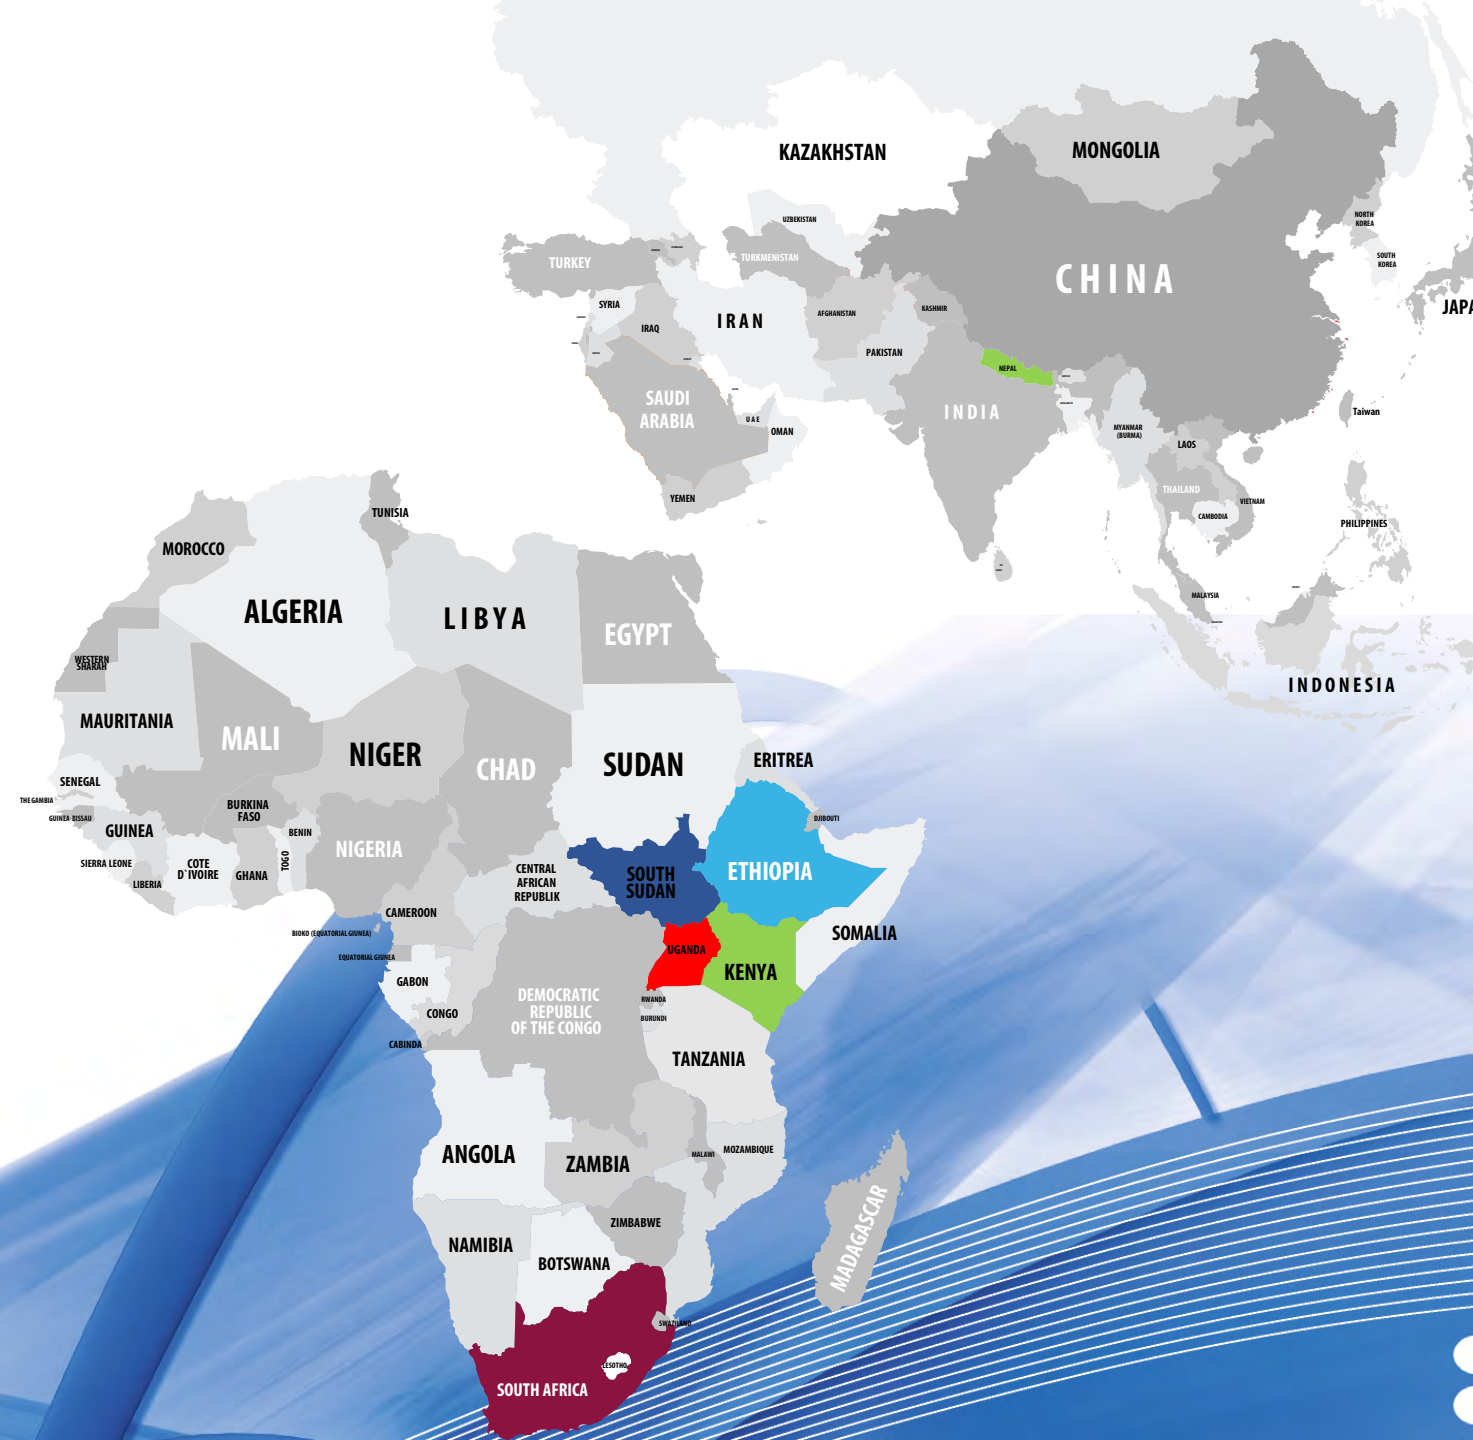 KAZAKHSTAN
MONGOLIA
UZBEKISTAN
NORTH
KOREA
TURKEY
TURKMENISTAN
SOUTH
KOREA
CHINA
SYRIA
IRAQ
IRAN
AFGHANISTAN
KASHMIR
JAPA
PAKISTAN
NEPAL
SAUDI
ARABIA
UAE
OMAN
INDIA
Taiwan
MYANMAR
(BURMA)
LAOS
THAILAND
VIETNAM
CAMBODIA
YEMEN
PHILIPPINES
MALAYSIA
INDONESIA
TUNISIA
MOROCCO
ALGERIA
LIBYA
EGYPT
WESTERN
SHARAH
MAURITANIA
MALI
NIGER
CHAD
SUDAN
ERITREA
SENEGAL
THE GAMBIA
GUINEA-BISSAU
BURKINA
FASO
DJIBOUTI
GUINEA
BENIN
NIGERIA
SIERRA LEONE
COTE
D`IVOIRE
GHANA
TOGO
LIBERIA
CENTRAL
AFRICAN
REPUBLIK
SOUTH
SUDAN
ETHIOPIA
CAMEROON
BIOKO (EQUATORIAL GIUNEA)
SOMALIA
EQUATORIAL GIUNEA
UGANDA
KENYA
GABON
DEMOCRATIC
REPUBLIC
OF THE CONGO
RWANDA
CONGO
BURUNDI
CABINDA
TANZANIA
ANGOLA
ZAMBIA
MALAWI
MOZAMBIQUE
MADAGASCAR
ZIMBABWE
NAMIBIA
BOTSWANA
SWAZILAND
LESOTHO
SOUTH AFRICA